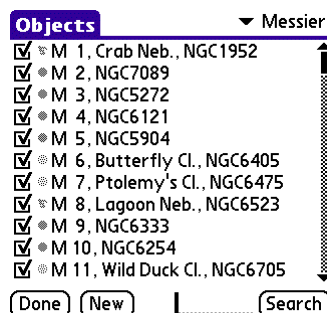 Objects
Messier
M 1, Crab Neb., NGC1952
M 2, NGC7089
M 3, NGC5272
M 4, NGC6121
M 5, NGC5904
M 6, Butterfly Cl., NGC6405
M 7, Ptolemy's Cl., NGC6475
M 8, Lagoon Neb., NGC6523
M 9, NGC6333
M 10, NGC6254
M 11, Wild Duck Cl., NGC6705
Done New Search